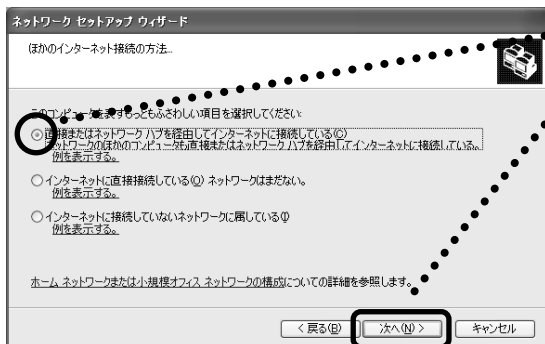 ネットワーク セットアップ ウィザード
ほかのインターネット接続の方法...
このコンピュータを表すもっともふさわしい項目を選択してください:
直接またはネットワーク ハブを経由してインターネットに接続している(C)
ネットワークのほかのコンピュータも直接またはネットワーク ハブを経由してインターネットに接続している。
例を表示する。
インターネットに直接接続している(O) ネットワークはまだない。
例を表示する。
インターネットに接続していないネットワークに属している(I)
例を表示する。
ホーム ネットワークまたは小規模オフィス ネットワークの構成についての詳細を参照します。
< 戻る(B)
次へ(N) >
キャンセル